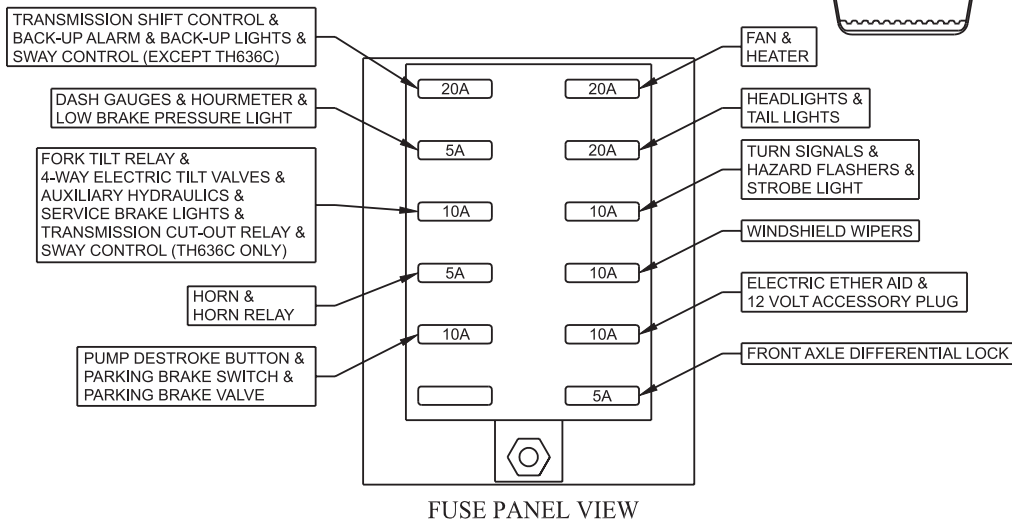 TRANSMISSION SHIFT CONTROL &
BACK-UP ALARM & BACK-UP LIGHTS &
SWAY CONTROL (EXCEPT TH636C)
DASH GAUGES & HOURMETER &
LOW BRAKE PRESSURE LIGHT
FORK TILT RELAY &
4-WAY ELECTRIC TILT VALVES &
AUXILIARY HYDRAULICS &
SERVICE BRAKE LIGHTS &
TRANSMISSION CUT-OUT RELAY &
SWAY CONTROL (TH636C ONLY)
HORN &
HORN RELAY
PUMP DESTROKE BUTTON &
PARKING BRAKE SWITCH &
PARKING BRAKE VALVE
20A
5A
10A
5A
10A
20A
20A
10A
10A
10A
5A
FAN &
HEATER
HEADLIGHTS &
TAIL LIGHTS
TURN SIGNALS &
HAZARD FLASHERS &
STROBE LIGHT
WINDSHIELD WIPERS
ELECTRIC ETHER AID &
12 VOLT ACCESSORY PLUG
FRONT AXLE DIFFERENTIAL LOCK
FUSE PANEL VIEW